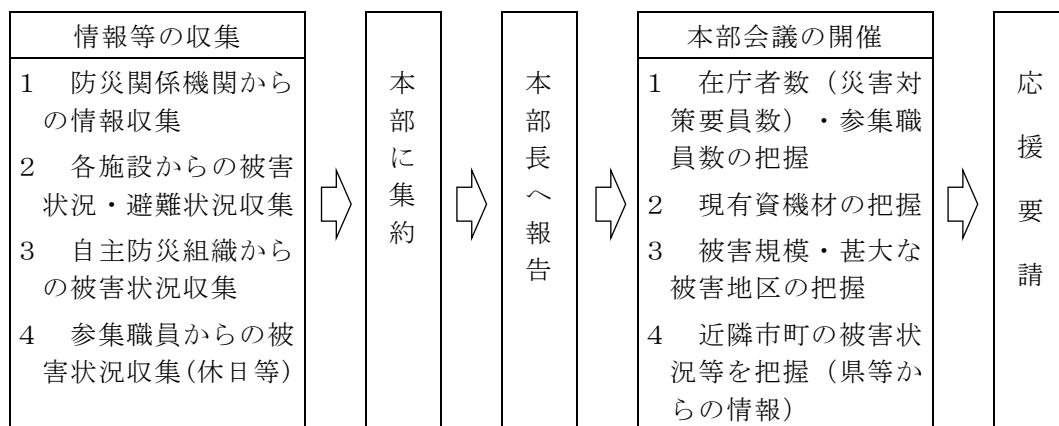 情報等の収集
1　防災関係機関から
の情報収集
2　各施設からの被害
状況・避難状況収集
3　自主防災組織から
の被害状況収集
4　参集職員からの被
害状況収集(休日等)
本部に集約
本部長へ報告
本部会議の開催
1　在庁者数（災害対
策要員数）・参集職
員数の把握
2　現有資機材の把握
3　被害規模・甚大な
被害地区の把握
4　近隣市町の被害状
況等を把握（県等か
らの情報）
応援要請